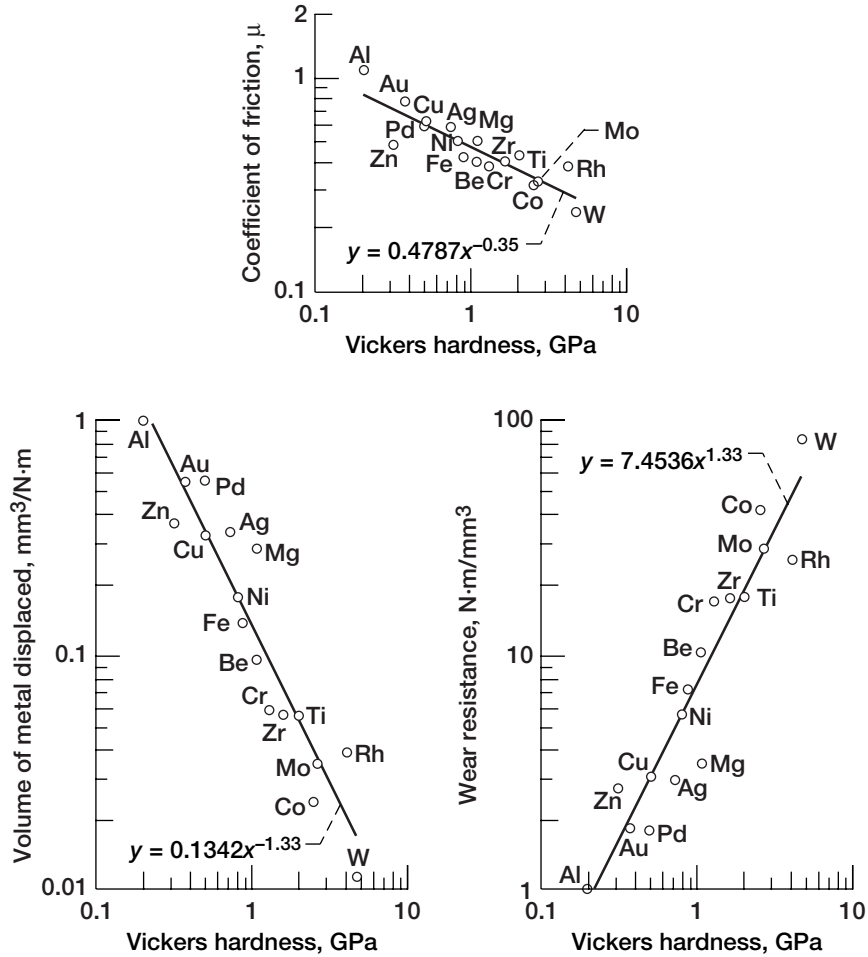 Coefficient of friction, μ
2
1
0.1
Al
Au
Cu
Ag
Mg
Pd
Ni
Zr
Ti
Mo
Zn
Fe
Be
Cr
Rh
Co
W
y = 0.4787x^–0.35
0.1
1
10
Vickers hardness, GPa
Volume of metal displaced, mm³/N·m
1
0.1
0.01
Al
Au
Pd
Zn
Cu
Ag
Mg
Ni
Fe
Be
Cr
Zr
Ti
Rh
Mo
Co
W
y = 0.1342x^–1.33
0.1
1
10
Vickers hardness, GPa
Wear resistance, N·m/mm³
100
10
1
W
y = 7.4536x^1.33
Co
Mo
Rh
Zr
Cr
Ti
Be
Fe
Ni
Cu
Mg
Zn
Ag
Au
Pd
Al
0.1
1
10
Vickers hardness, GPa